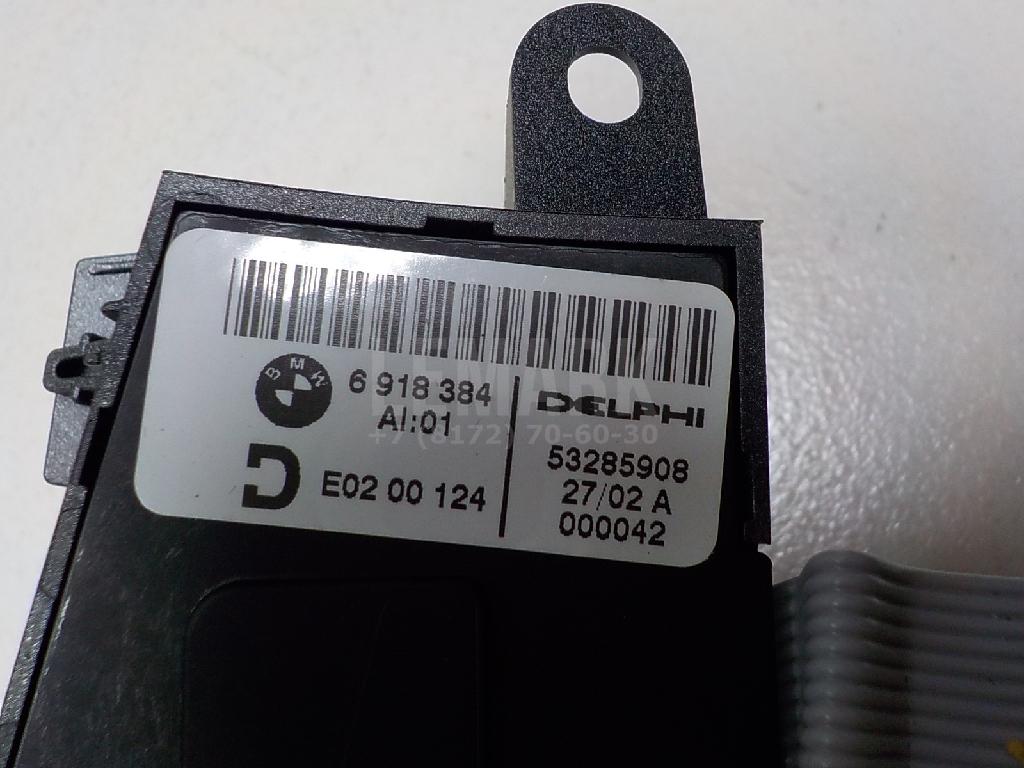 BMW
6 918 384
AI:01
D
E02 00 124
DELPHI
53285908
27/02 A
000042
LEMARK
+7 (8172) 70-60-30